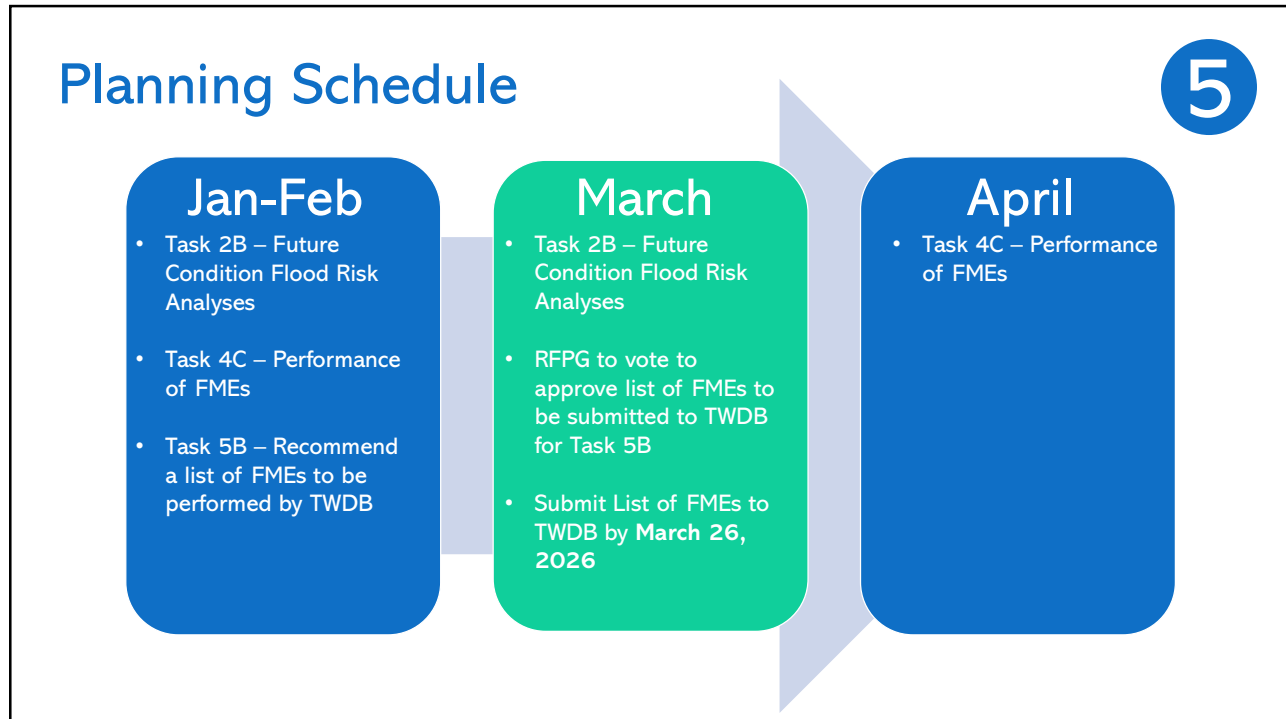 Planning Schedule
5
Jan-Feb
• Task 2B – Future
Condition Flood Risk
Analyses
• Task 4C – Performance
of FMEs
• Task 5B – Recommend
a list of FMEs to be
performed by TWDB
March
• Task 2B – Future
Condition Flood Risk
Analyses
• RFPG to vote to
approve list of FMEs to
be submitted to TWDB
for Task 5B
• Submit List of FMEs to
TWDB by March 26,
2026
April
• Task 4C – Performance
of FMEs